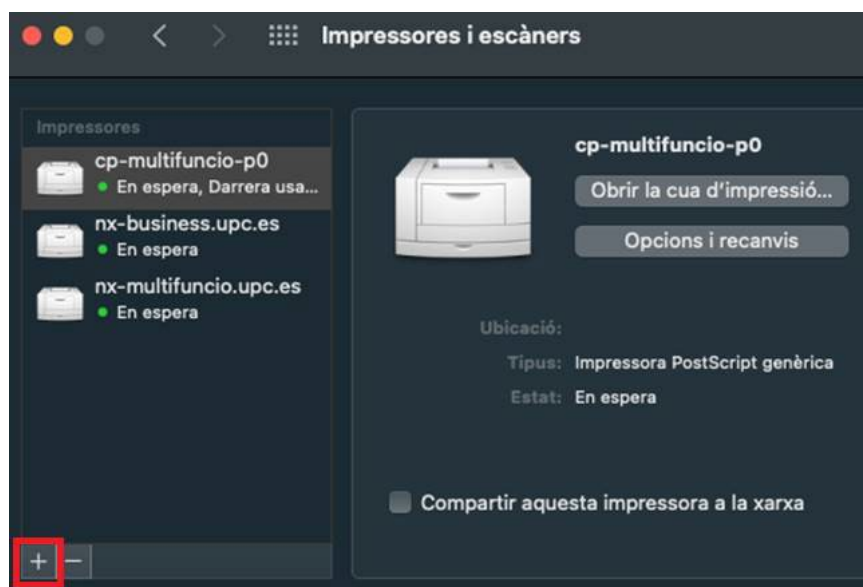 Impressores i escàners
Impressores
cp-multifuncio-p0
En espera, Darrera usa...
nx-business.upc.es
En espera
nx-multifuncio.upc.es
En espera
cp-multifuncio-p0
Obrir la cua d'impressió...
Opcions i recanvis
Ubicació:
Tipus: Impressora PostScript genèrica
Estat: En espera
Compartir aquesta impressora a la xarxa
+ −